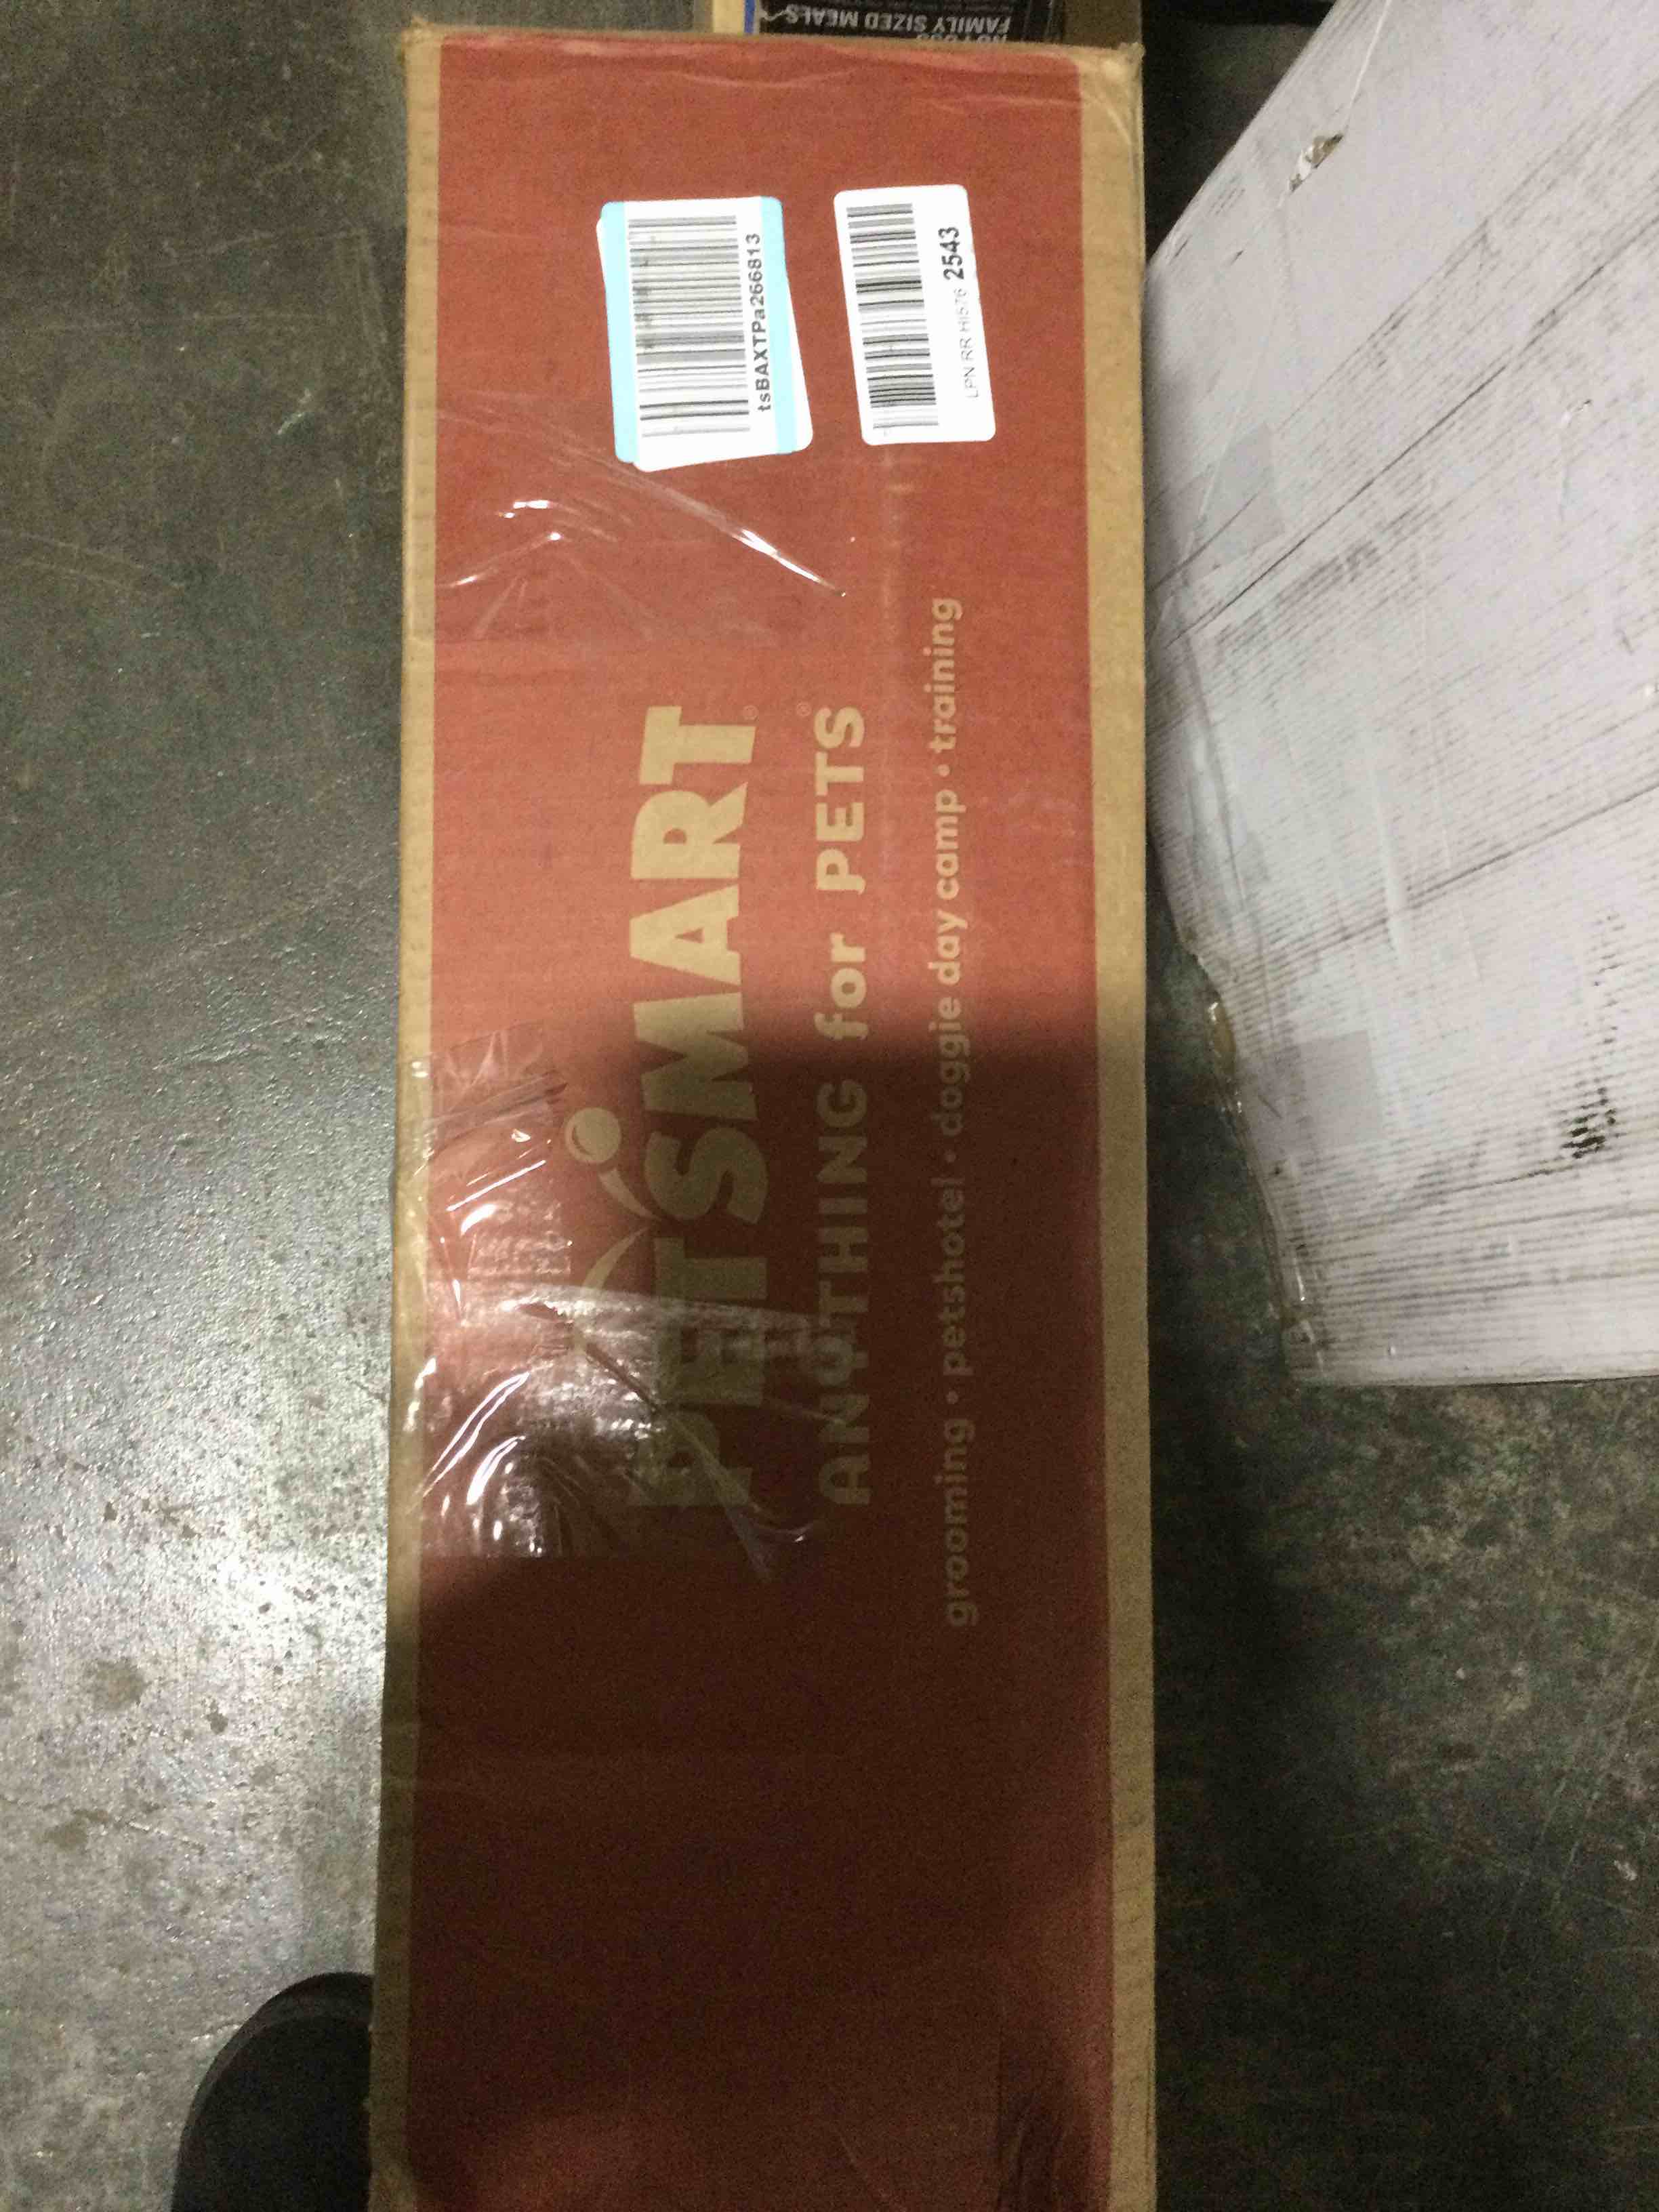 PETSMART®
ANYTHING for PETS®
grooming • petshotel • doggie day camp • training
tsBAXTPa266813
LPN RR HI576 2543
FAMILY SIZED MEALS